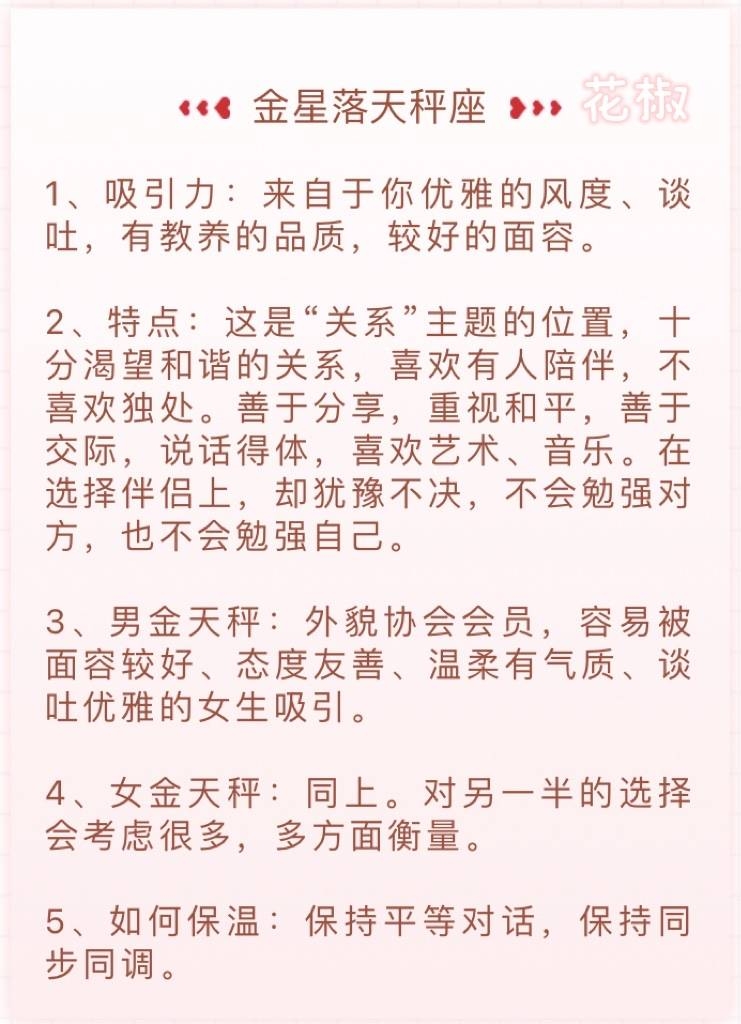 金星落天秤座
花椒
1、吸引力：来自于你优雅的风度、谈
吐，有教养的品质，较好的面容。
2、特点：这是“关系”主题的位置，十
分渴望和谐的关系，喜欢有人陪伴，不
喜欢独处。善于分享，重视和平，善于
交际，说话得体，喜欢艺术、音乐。在
选择伴侣上，却犹豫不决，不会勉强对
方，也不会勉强自己。
3、男金天秤：外貌协会会员，容易被
面容较好、态度友善、温柔有气质、谈
吐优雅的女生吸引。
4、女金天秤：同上。对另一半的选择
会考虑很多，多方面衡量。
5、如何保温：保持平等对话，保持同
步同调。